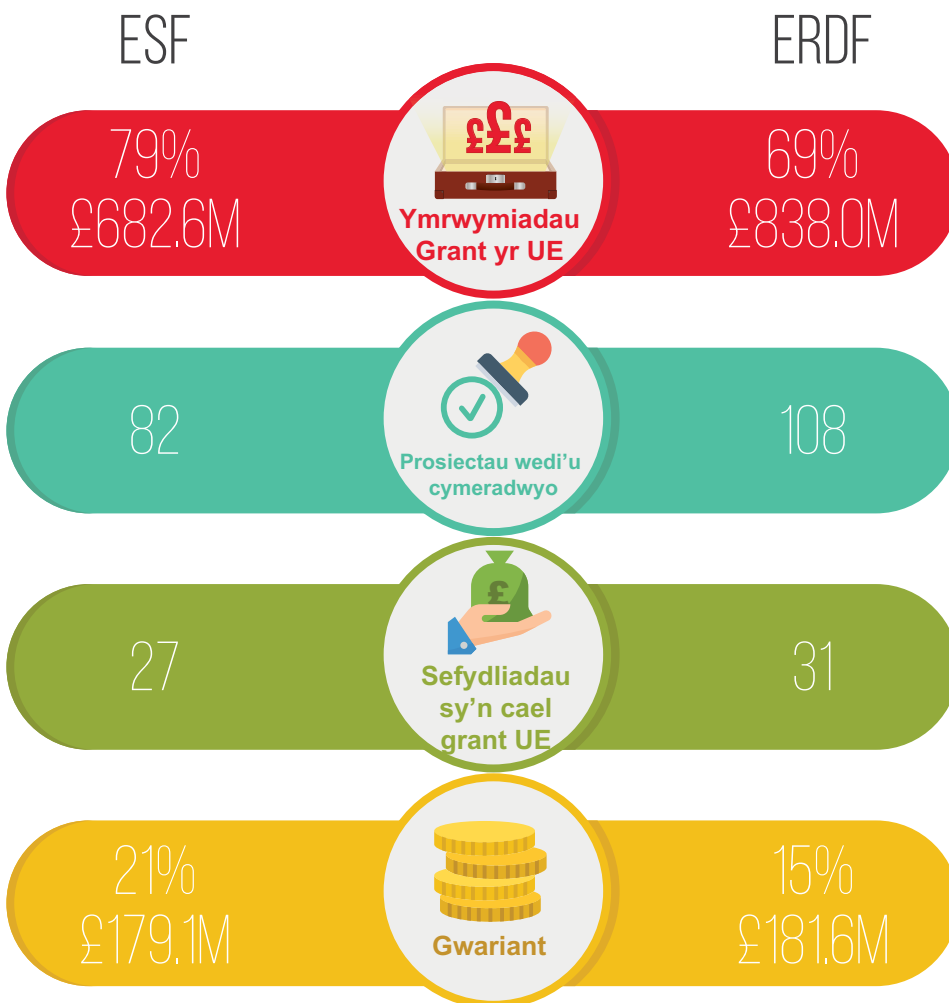 ESF
ERDF
79%
£682.6M
£££
Ymrwymiadau
Grant yr UE
69%
£838.0M
82
Prosiectau wedi'u
cymeradwyo
108
27
£
Sefydliadau
sy'n cael
grant UE
31
21%
£179.1M
Gwariant
15%
£181.6M